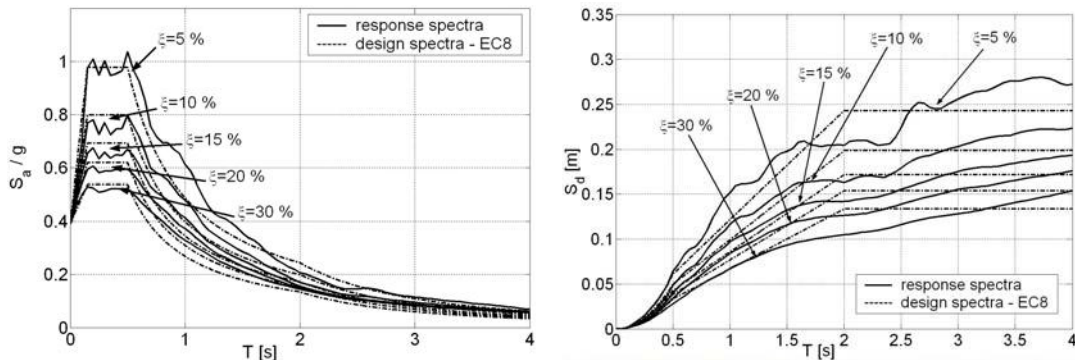 response spectra
design spectra - EC8
ξ=5 %
ξ=10 %
ξ=15 %
ξ=20 %
ξ=30 %
1
0.8
0.6
0.4
0.2
0
0 1 2 3 4
S_a / g
T [s]
ξ=5 %
ξ=10 %
ξ=15 %
ξ=20 %
ξ=30 %
0.35
0.3
0.25
0.2
0.15
0.1
0.05
0
0 0.5 1 1.5 2 2.5 3 3.5 4
S_d [m]
T [s]
response spectra
design spectra - EC8